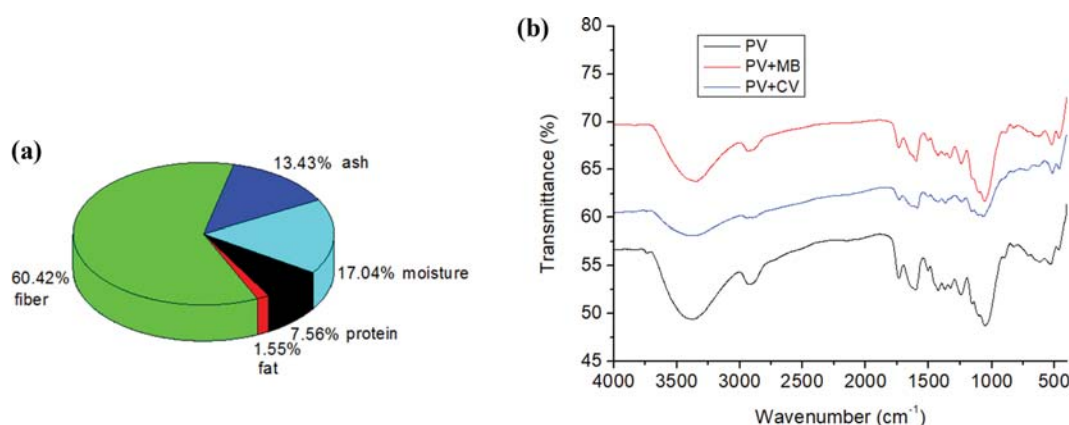 (a)
13.43% ash
17.04% moisture
7.56% protein
1.55%
fat
60.42%
fiber
(b)
PV
PV+MB
PV+CV
80
75
70
65
60
55
50
45
Transmittance (%)
4000 3500 3000 2500 2000 1500 1000 500
Wavenumber (cm⁻¹)